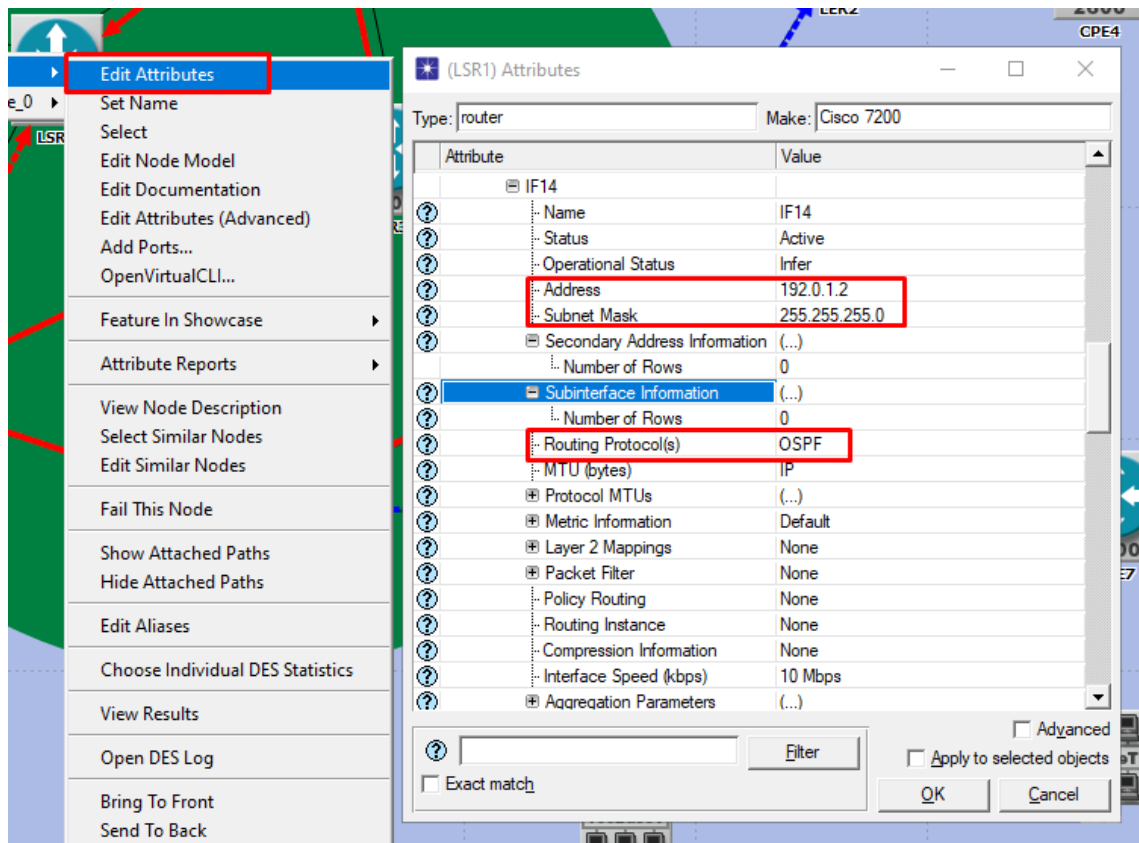 LER2
CPE4
Edit Attributes
e_0
Set Name
LSR
Select
Edit Node Model
Edit Documentation
Edit Attributes (Advanced)
Add Ports...
OpenVirtualCLI...
Feature In Showcase
Attribute Reports
View Node Description
Select Similar Nodes
Edit Similar Nodes
Fail This Node
Show Attached Paths
Hide Attached Paths
Edit Aliases
Choose Individual DES Statistics
View Results
Open DES Log
Bring To Front
Send To Back
(LSR1) Attributes
Type: router Make: Cisco 7200
Attribute Value
IF14
Name IF14
Status Active
Operational Status Infer
Address 192.0.1.2
Subnet Mask 255.255.255.0
Secondary Address Information (...)
Number of Rows 0
Subinterface Information (...)
Number of Rows 0
Routing Protocol(s) OSPF
MTU (bytes) IP
Protocol MTUs (...)
Metric Information Default
Layer 2 Mappings None
Packet Filter None
Policy Routing None
Routing Instance None
Compression Information None
Interface Speed (kbps) 10 Mbps
Aggregation Parameters (...)
Advanced
Filter
Apply to selected objects
Exact match
OK Cancel